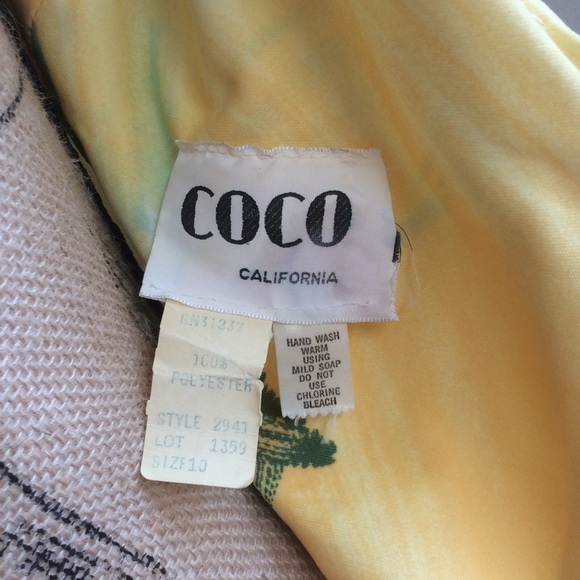 COCO
CALIFORNIA
RN31237
100%
POLYESTER
STYLE 2941
LOT 1359
SIZE10
HAND WASH
WARM
USING
MILD SOAP
DO NOT
USE
CHLORINE
BLEACH